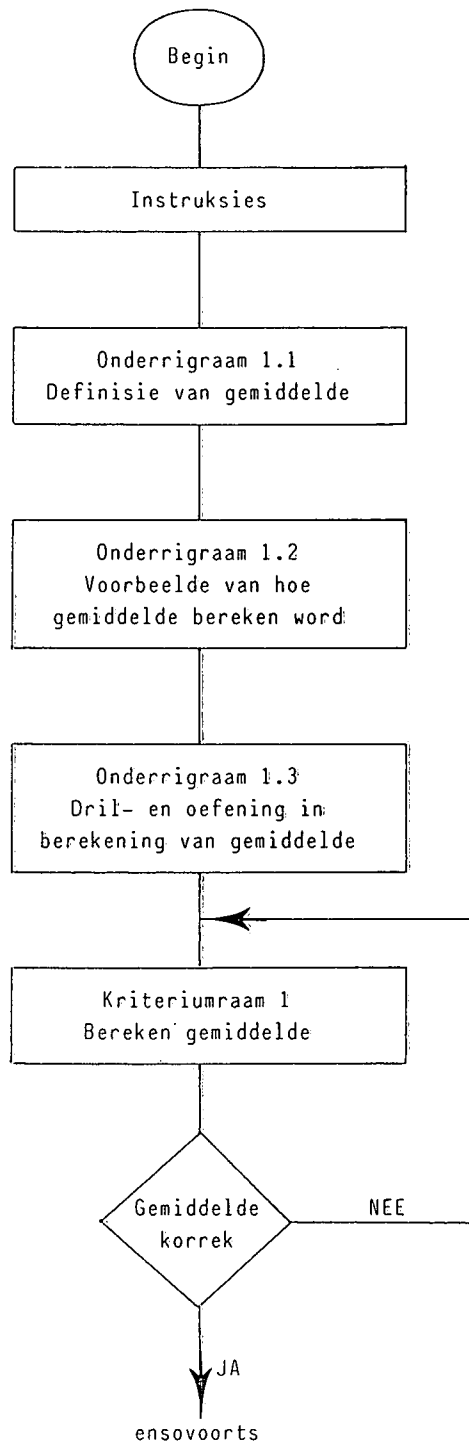 Begin
Instruksies
Onderrigraam 1.1
Definisie van gemiddelde
Onderrigraam 1.2
Voorbeelde van hoe
gemiddelde bereken word
Onderrigraam 1.3
Dril- en oefening in
berekening van gemiddelde
Kriteriumraam 1
Bereken gemiddelde
Gemiddelde
korrek
NEE
JA
ensovoorts